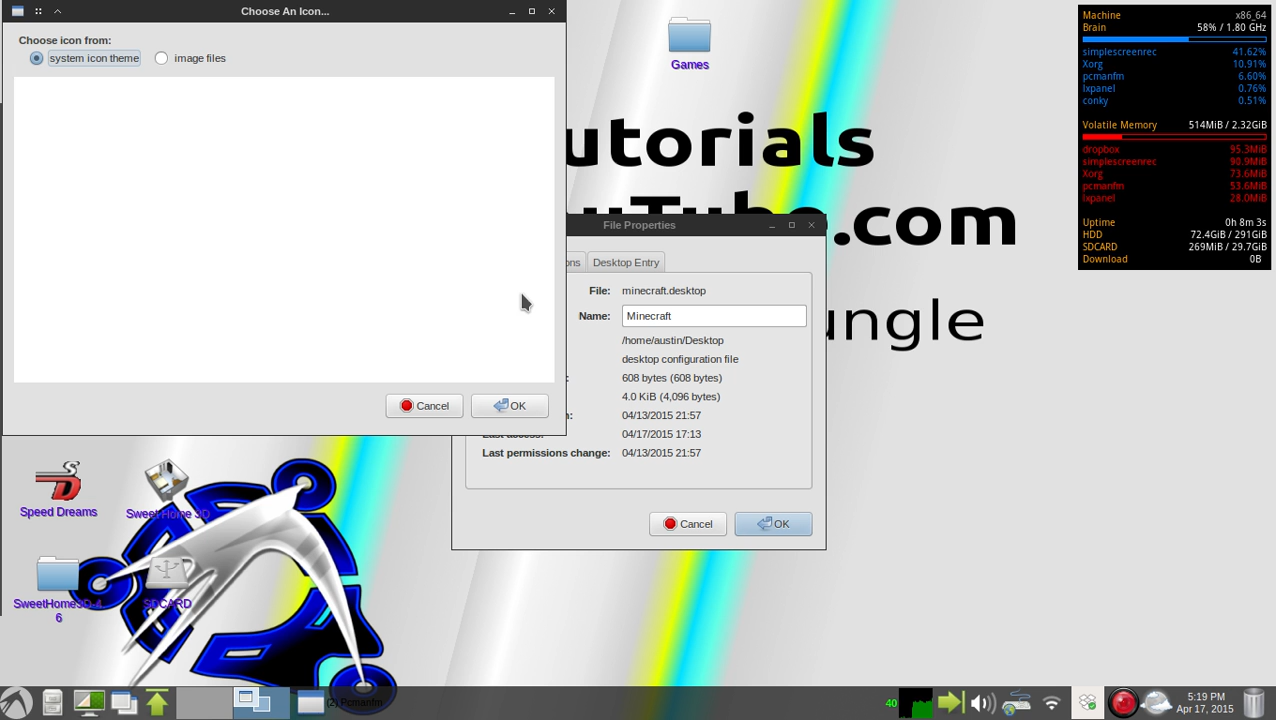 Choose An Icon...
Choose icon from:
system icon theme
image files
Cancel
OK
Games
utorials
uTube.com
ungle
File Properties
ons
Desktop Entry
File: minecraft.desktop
Name: Minecraft
/home/austin/Desktop
desktop configuration file
: 608 bytes (608 bytes)
4.0 KiB (4,096 bytes)
n: 04/13/2015 21:57
Last access: 04/17/2015 17:13
Last permissions change: 04/13/2015 21:57
Cancel
OK
Machine x86_64
Brain 58% / 1.80 GHz
simplescreenrec 41.62%
Xorg 10.91%
pcmanfm 6.60%
lxpanel 0.76%
conky 0.51%
Volatile Memory 514MiB / 2.32GiB
dropbox 95.3MiB
simplescreenrec 90.9MiB
Xorg 73.6MiB
pcmanfm 53.6MiB
lxpanel 28.0MiB
Uptime 0h 8m 3s
HDD 72.4GiB / 291GiB
SDCARD 269MiB / 29.7GiB
Download 0B
Speed Dreams
Sweet Home 3D
SweetHome3D-4.
6
SDCARD
(2) Pcmanfm
40
5:19 PM
Apr 17, 2015